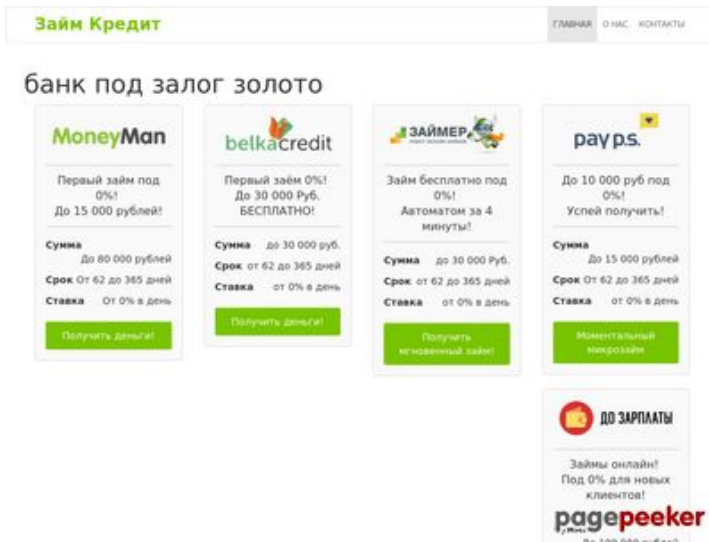 Займ Кредит
ГЛАВНАЯ О НАС КОНТАКТЫ
банк под залог золото
MoneyMan
Первый займ под
0%!
До 15 000 рублей!
Сумма
До 80 000 рублей
Срок От 62 до 365 дней
Ставка От 0% в день
Получить деньги!
belkacredit
Первый заём 0%!
До 30 000 Руб.
БЕСПЛАТНО!
Сумма до 30 000 руб.
Срок от 62 до 365 дней
Ставка от 0% в день
Получить деньги!
ЗАЙМЕР
Займ бесплатно под
0%!
Автоматом за 4
минуты!
Сумма до 30 000 Руб.
Срок от 62 до 365 дней
Ставка от 0% в день
Получить
мгновенный займ!
pay p.s.
До 10 000 руб под
0%!
Успей получить!
Сумма
До 15 000 рублей
Срок От 62 до 365 дней
Ставка От 0% в день
Моментальный
микрозайм
ДО ЗАРПЛАТЫ
Займы онлайн!
Под 0% для новых
клиентов!
pagepeeker
До 100 000 рублей